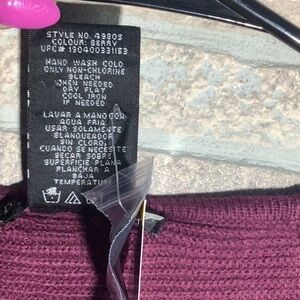 STYLE NO. 49803
COLOUR: BERRY
UPC# 190400331153
HAND WASH COLD
ONLY NON-CHLORINE
BLEACH
WHEN NEEDED
DRY FLAT
COOL IRON
IF NEEDED
LAVAR A MANO CON
AGUA FRIA
USAR SOLAMENTE
BLANQUEADOR
SIN CLORO,
CUANDO SE NECESITE
SECAR SOBRE
SUPERFICIE PLANA
PLANCHAR A
BAJA
TEMPERATURA